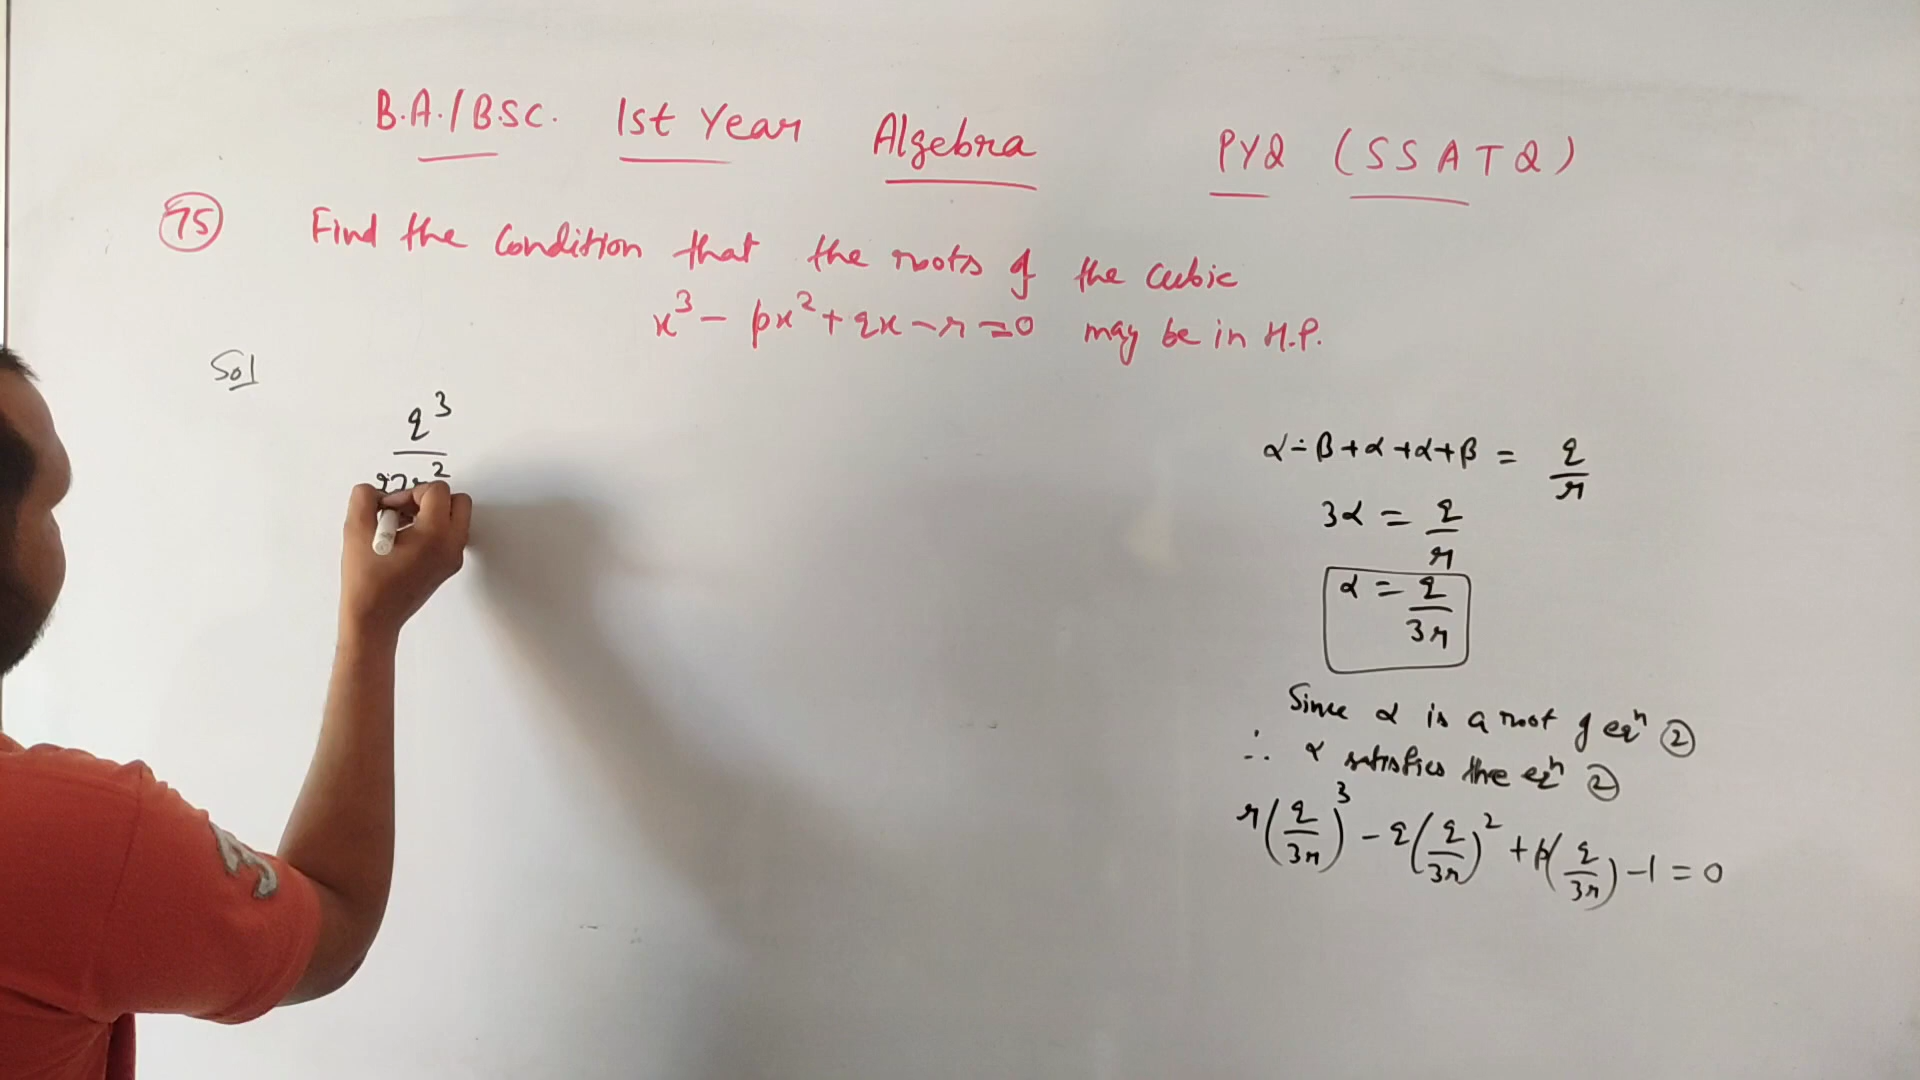 B.A./B.SC. 1st Year Algebra PYQ (SSATQ)
75 Find the Condition that the roots of the cubic
x³ - px² + qx - r = 0 may be in H.P.
Sol
q³
27r²
α - β + α + α + β = q/r
3α = q/r
α = q/3r
Since α is a root of eqⁿ ②
∴ α satisfies the eqⁿ ②
r(q/3r)³ - q(q/3r)² + p(q/3r) - 1 = 0